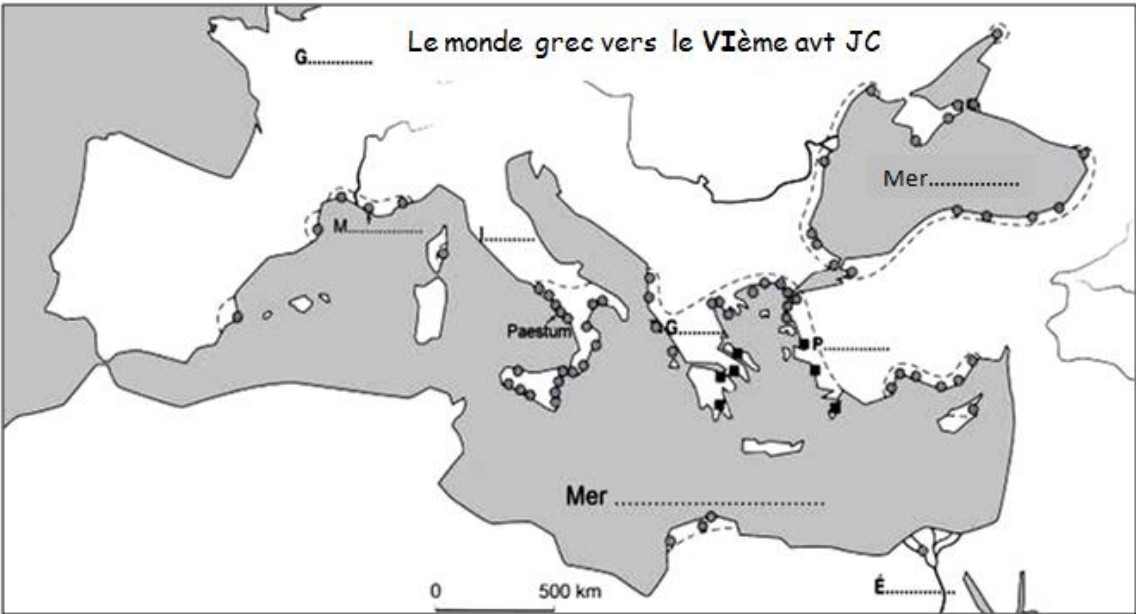 Le monde grec vers le VIème avt JC
G..............
Mer................
M................
I...........
Paestum
G.........
P..............
Mer ............................
É................
0 500 km